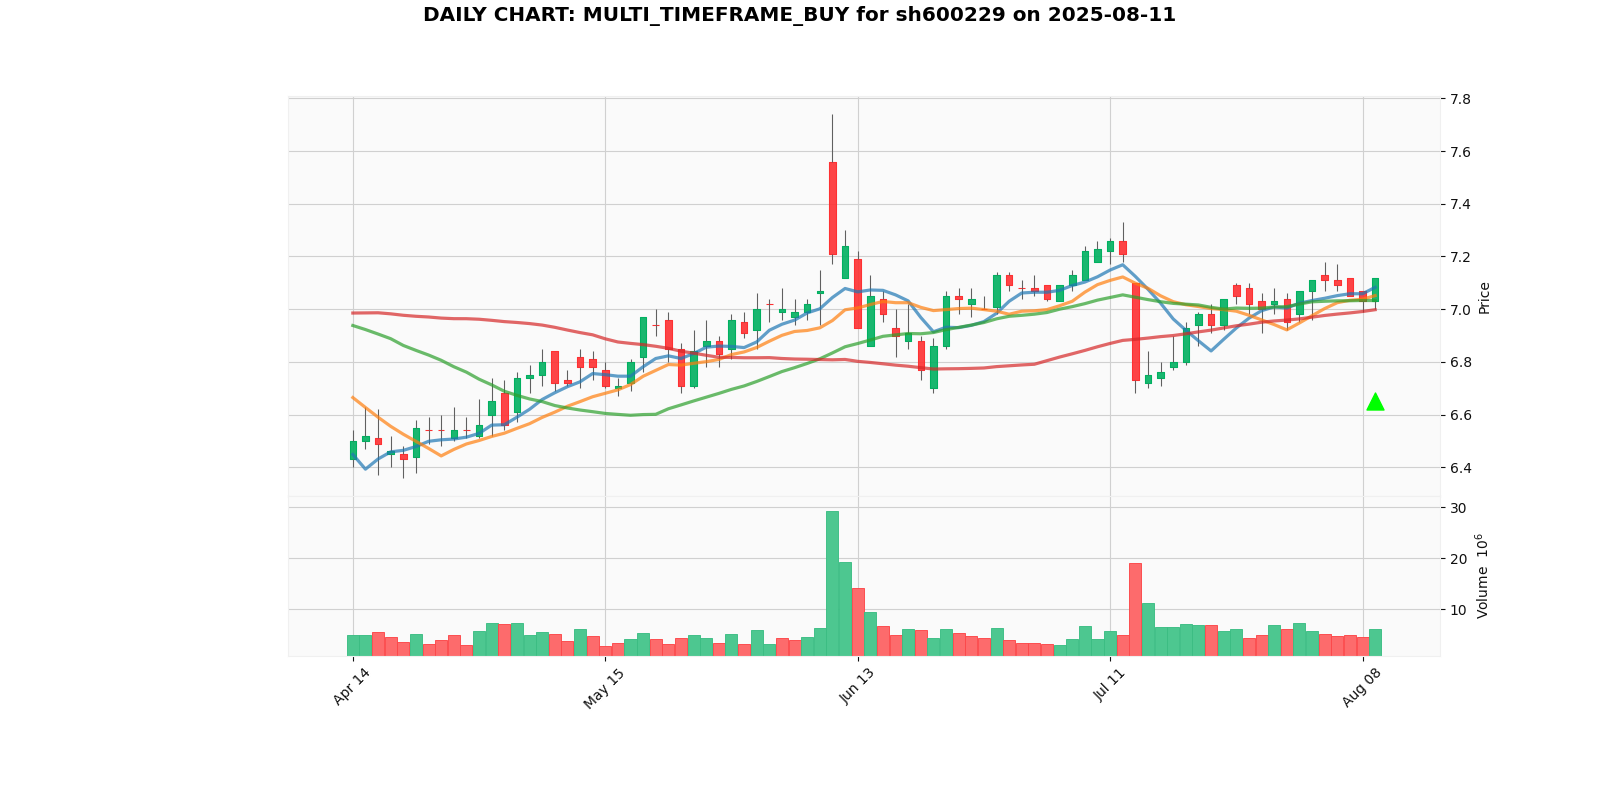 DAILY CHART: MULTI_TIMEFRAME_BUY for sh600229 on 2025-08-11
7.8
7.6
7.4
7.2
7.0
6.8
6.6
6.4
Price
30
20
10
Volume 10^6
Apr 14
May 15
Jun 13
Jul 11
Aug 08